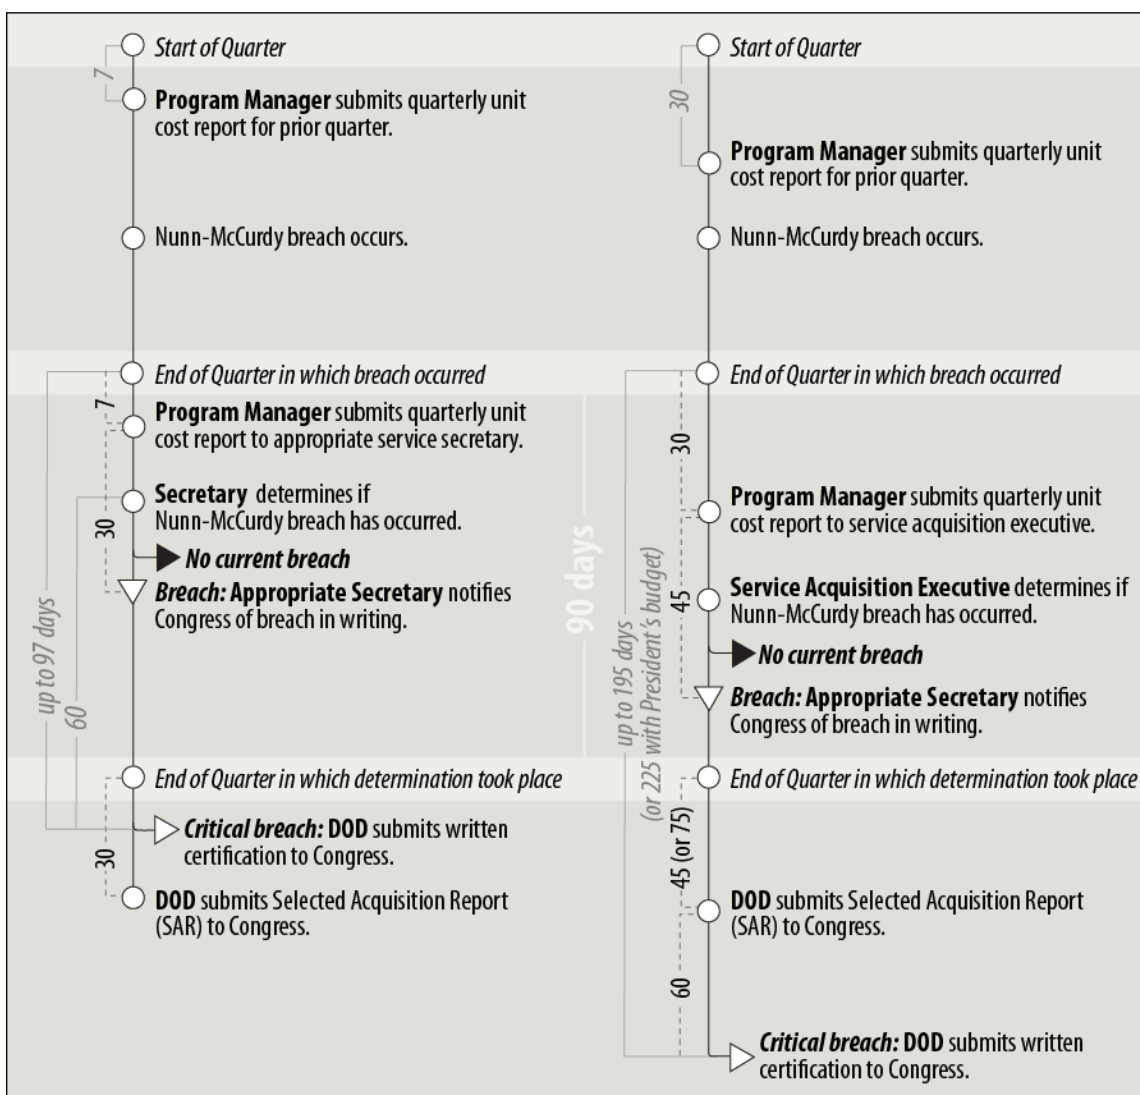 Start of Quarter
7
Program Manager submits quarterly unit
cost report for prior quarter.
Nunn-McCurdy breach occurs.
End of Quarter in which breach occurred
7
Program Manager submits quarterly unit
cost report to appropriate service secretary.
Secretary determines if
Nunn-McCurdy breach has occurred.
30
No current breach
Breach: Appropriate Secretary notifies
Congress of breach in writing.
up to 97 days
60
End of Quarter in which determination took place
Critical breach: DOD submits written
certification to Congress.
30
DOD submits Selected Acquisition Report
(SAR) to Congress.
90 days
Start of Quarter
30
Program Manager submits quarterly unit
cost report for prior quarter.
Nunn-McCurdy breach occurs.
End of Quarter in which breach occurred
30
Program Manager submits quarterly unit
cost report to service acquisition executive.
45
Service Acquisition Executive determines if
Nunn-McCurdy breach has occurred.
No current breach
Breach: Appropriate Secretary notifies
Congress of breach in writing.
up to 195 days
(or 225 with President's budget)
End of Quarter in which determination took place
45 (or 75)
DOD submits Selected Acquisition Report
(SAR) to Congress.
60
Critical breach: DOD submits written
certification to Congress.